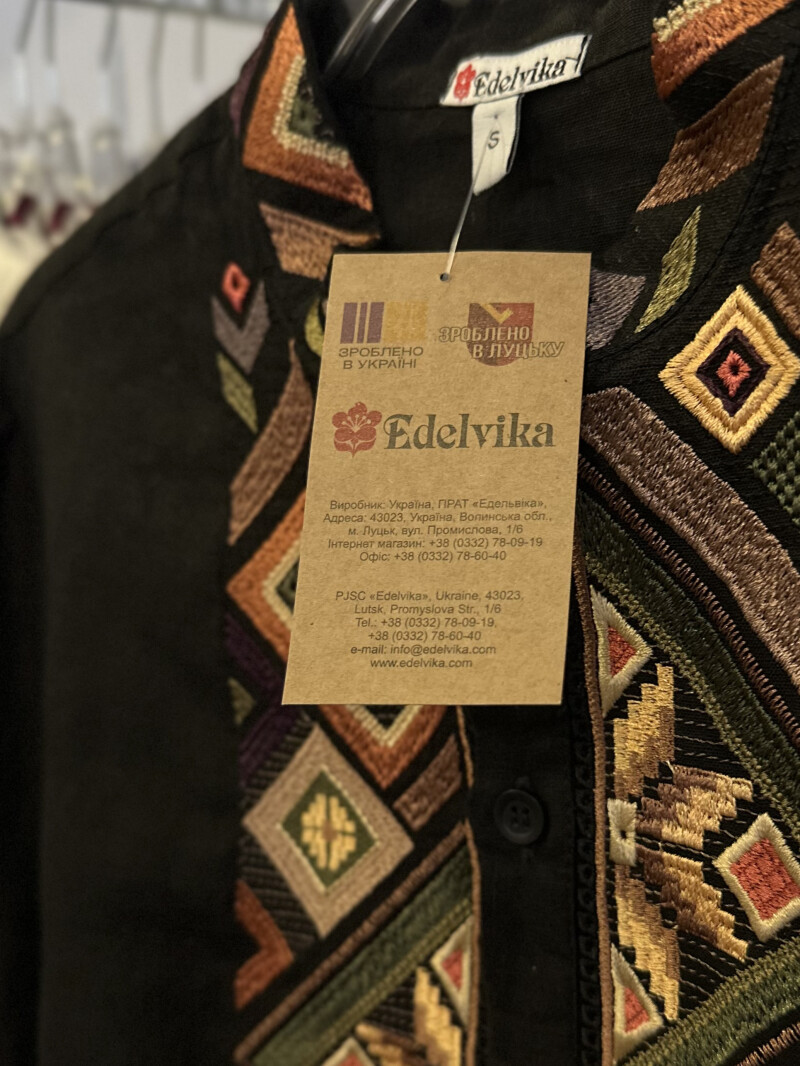 Edelvika
S
ЗРОБЛЕНО
В УКРАЇНІ
ЗРОБЛЕНО
В ЛУЦЬКУ
Edelvika
Виробник: Україна, ПРАТ «Едельвіка»,
Адреса: 43023, Україна, Волинська обл.,
м. Луцьк, вул. Промислова, 1/6
Інтернет магазин: +38 (0332) 78-09-19
Офіс: +38 (0332) 78-60-40
PJSC «Edelvika», Ukraine, 43023,
Lutsk, Promyslova Str., 1/6
Tel.: +38 (0332) 78-09-19,
+38 (0332) 78-60-40
e-mail: info@edelvika.com
www.edelvika.com